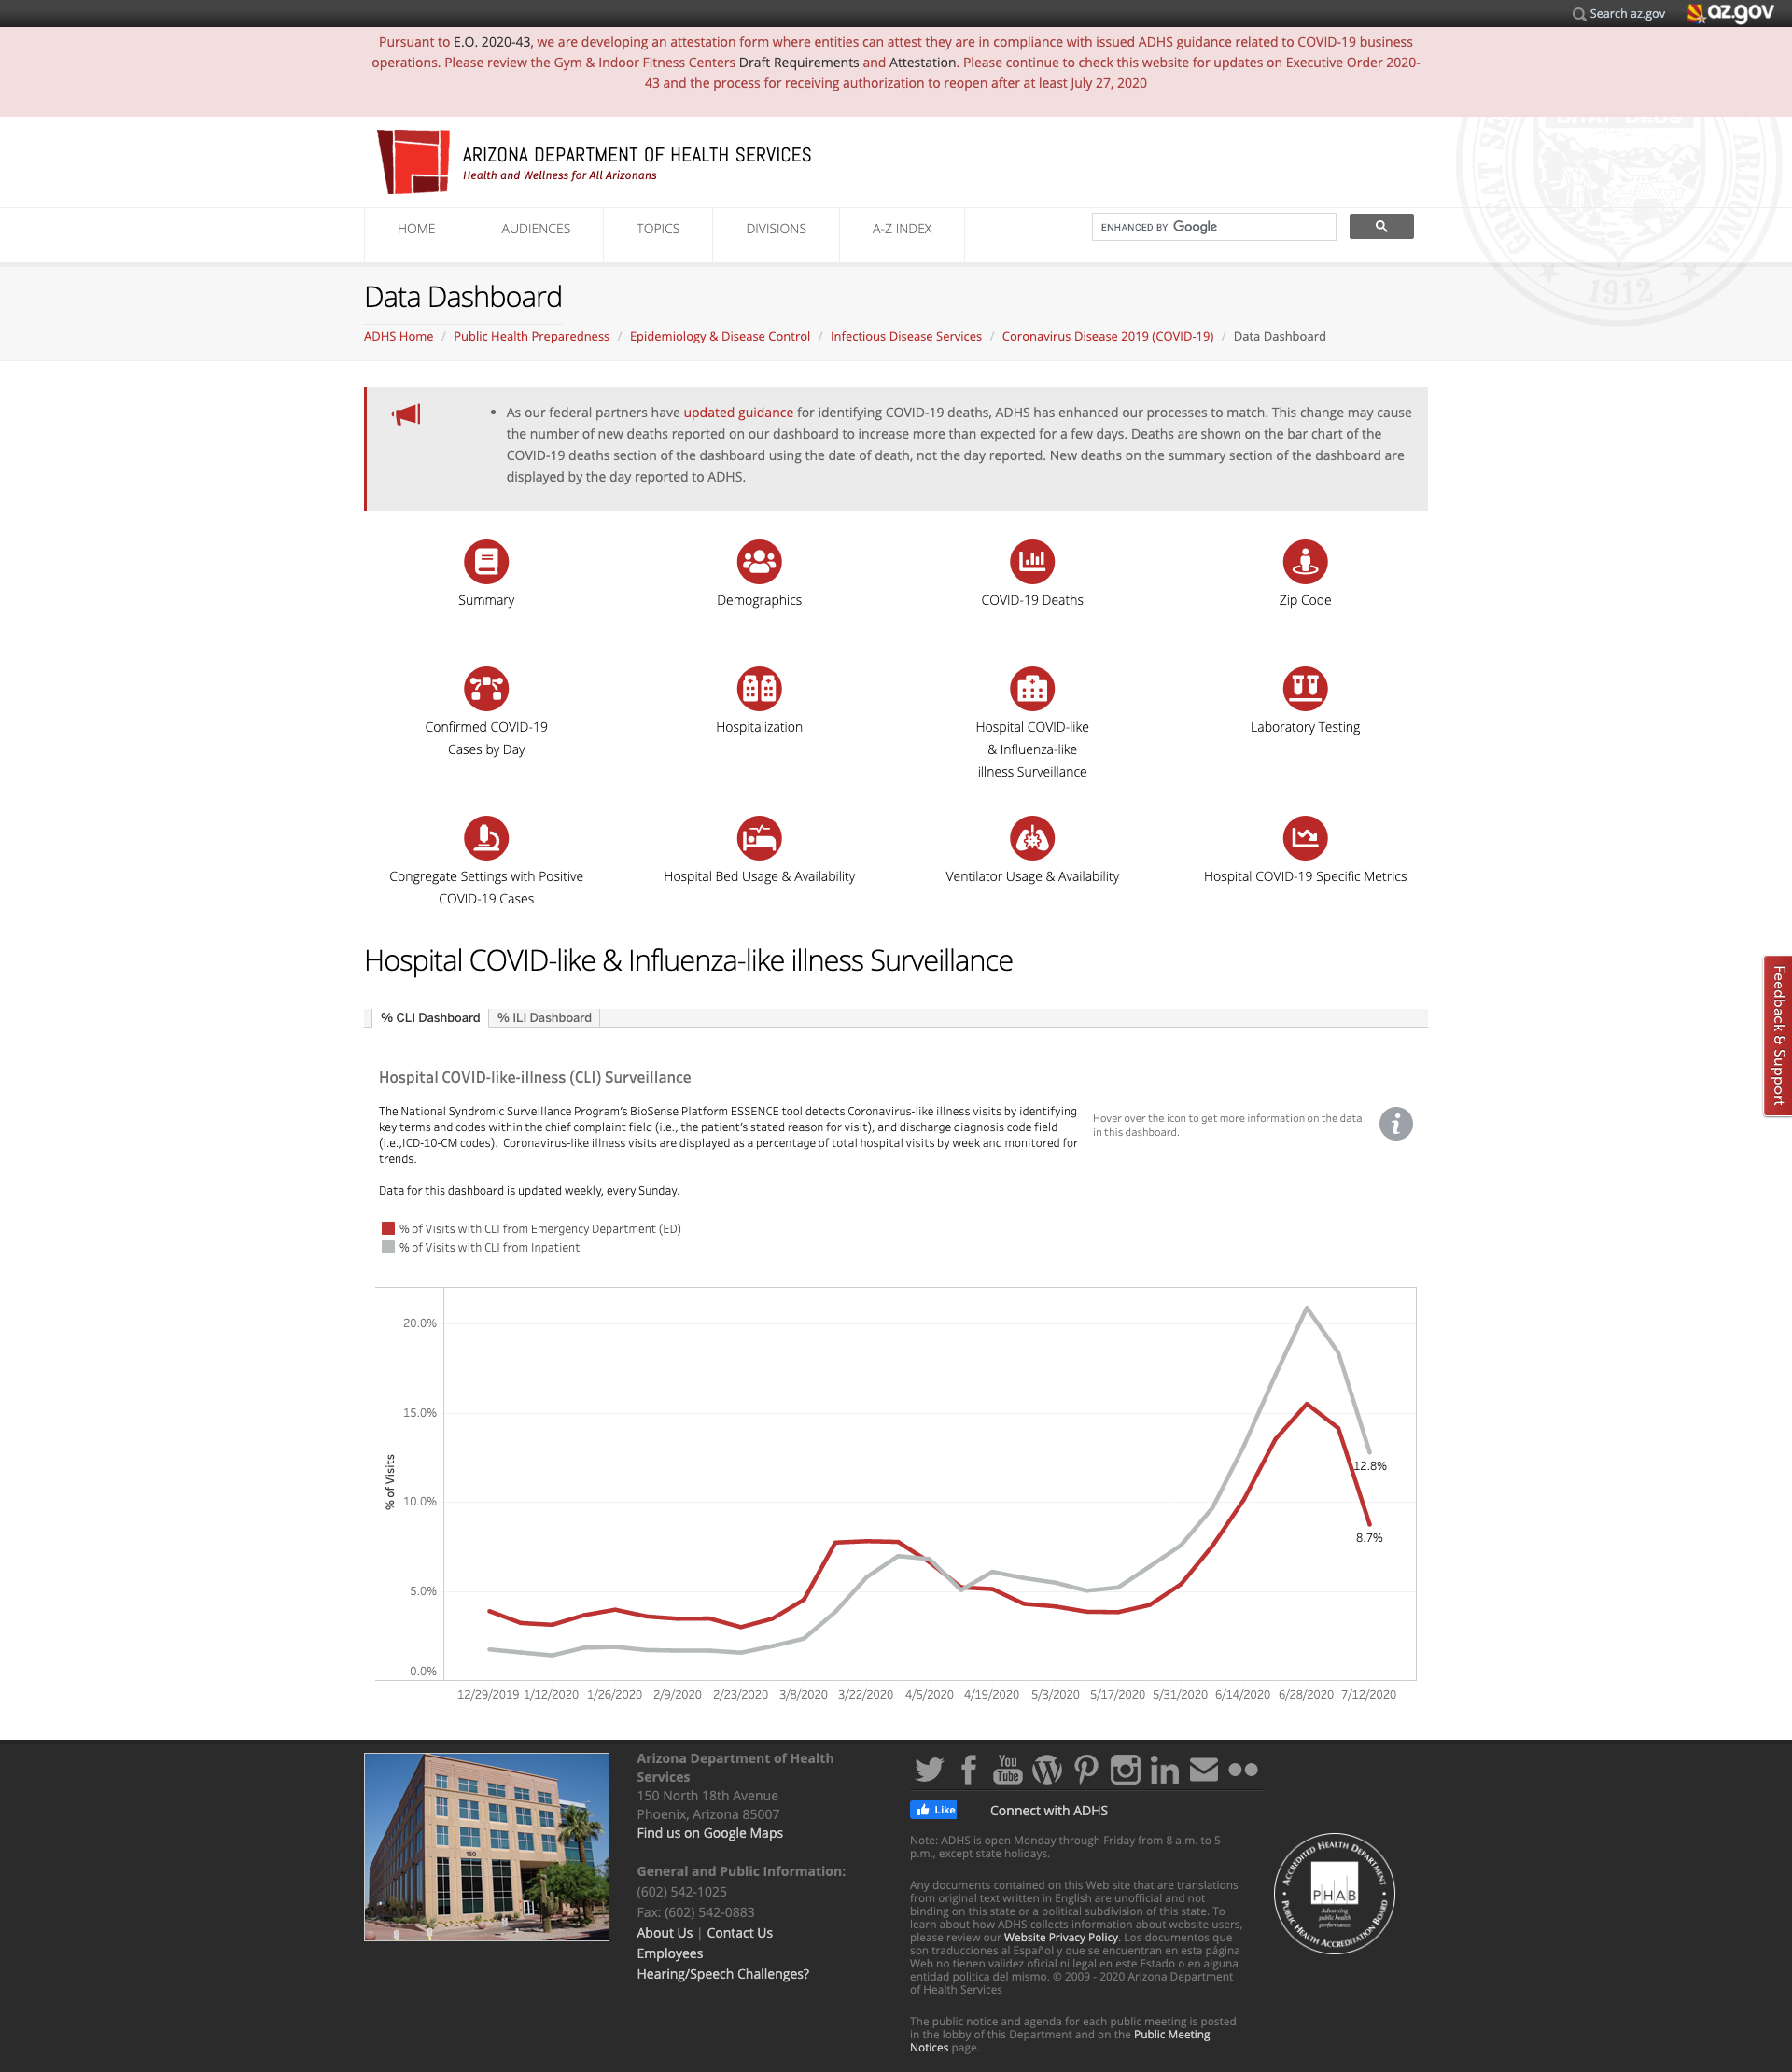 Search az.gov
az.gov
Pursuant to E.O. 2020-43, we are developing an attestation form where entities can attest they are in compliance with issued ADHS guidance related to COVID-19 business
operations. Please review the Gym & Indoor Fitness Centers Draft Requirements and Attestation. Please continue to check this website for updates on Executive Order 2020-
43 and the process for receiving authorization to reopen after at least July 27, 2020
ARIZONA DEPARTMENT OF HEALTH SERVICES
Health and Wellness for All Arizonans
DITAT DEUS
GREAT SE
ARIZONA
1912
HOME
AUDIENCES
TOPICS
DIVISIONS
A-Z INDEX
ENHANCED BY Google
Data Dashboard
ADHS Home / Public Health Preparedness / Epidemiology & Disease Control / Infectious Disease Services / Coronavirus Disease 2019 (COVID-19) / Data Dashboard
• As our federal partners have updated guidance for identifying COVID-19 deaths, ADHS has enhanced our processes to match. This change may cause
the number of new deaths reported on our dashboard to increase more than expected for a few days. Deaths are shown on the bar chart of the
COVID-19 deaths section of the dashboard using the date of death, not the day reported. New deaths on the summary section of the dashboard are
displayed by the day reported to ADHS.
Summary
Demographics
COVID-19 Deaths
Zip Code
Confirmed COVID-19
Cases by Day
Hospitalization
Hospital COVID-like
& Influenza-like
illness Surveillance
Laboratory Testing
Congregate Settings with Positive
COVID-19 Cases
Hospital Bed Usage & Availability
Ventilator Usage & Availability
Hospital COVID-19 Specific Metrics
Hospital COVID-like & Influenza-like illness Surveillance
Feedback & Support
% CLI Dashboard
% ILI Dashboard
Hospital COVID-like-illness (CLI) Surveillance
The National Syndromic Surveillance Program's BioSense Platform ESSENCE tool detects Coronavirus-like illness visits by identifying
key terms and codes within the chief complaint field (i.e., the patient's stated reason for visit), and discharge diagnosis code field
(i.e.,ICD-10-CM codes). Coronavirus-like illness visits are displayed as a percentage of total hospital visits by week and monitored for
trends.
Hover over the icon to get more information on the data
in this dashboard.
i
Data for this dashboard is updated weekly, every Sunday.
% of Visits with CLI from Emergency Department (ED)
% of Visits with CLI from Inpatient
% of Visits
20.0%
15.0%
10.0%
5.0%
0.0%
12.8%
8.7%
12/29/2019 1/12/2020 1/26/2020 2/9/2020 2/23/2020 3/8/2020 3/22/2020 4/5/2020 4/19/2020 5/3/2020 5/17/2020 5/31/2020 6/14/2020 6/28/2020 7/12/2020
150
Arizona Department of Health
Services
150 North 18th Avenue
Phoenix, Arizona 85007
Find us on Google Maps
General and Public Information:
(602) 542-1025
Fax: (602) 542-0883
About Us | Contact Us
Employees
Hearing/Speech Challenges?
You
Tube
in
Like
Connect with ADHS
Note: ADHS is open Monday through Friday from 8 a.m. to 5
p.m., except state holidays.
Any documents contained on this Web site that are translations
from original text written in English are unofficial and not
binding on this state or a political subdivision of this state. To
learn about how ADHS collects information about website users,
please review our Website Privacy Policy. Los documentos que
son traducciones al Español y que se encuentran en esta página
Web no tienen validez oficial ni legal en este Estado o en alguna
entidad politica del mismo. © 2009 - 2020 Arizona Department
of Health Services
The public notice and agenda for each public meeting is posted
in the lobby of this Department and on the Public Meeting
Notices page.
ACCREDITED HEALTH DEPARTMENT
PHAB
Advancing
public health
performance
PUBLIC HEALTH ACCREDITATION BOARD